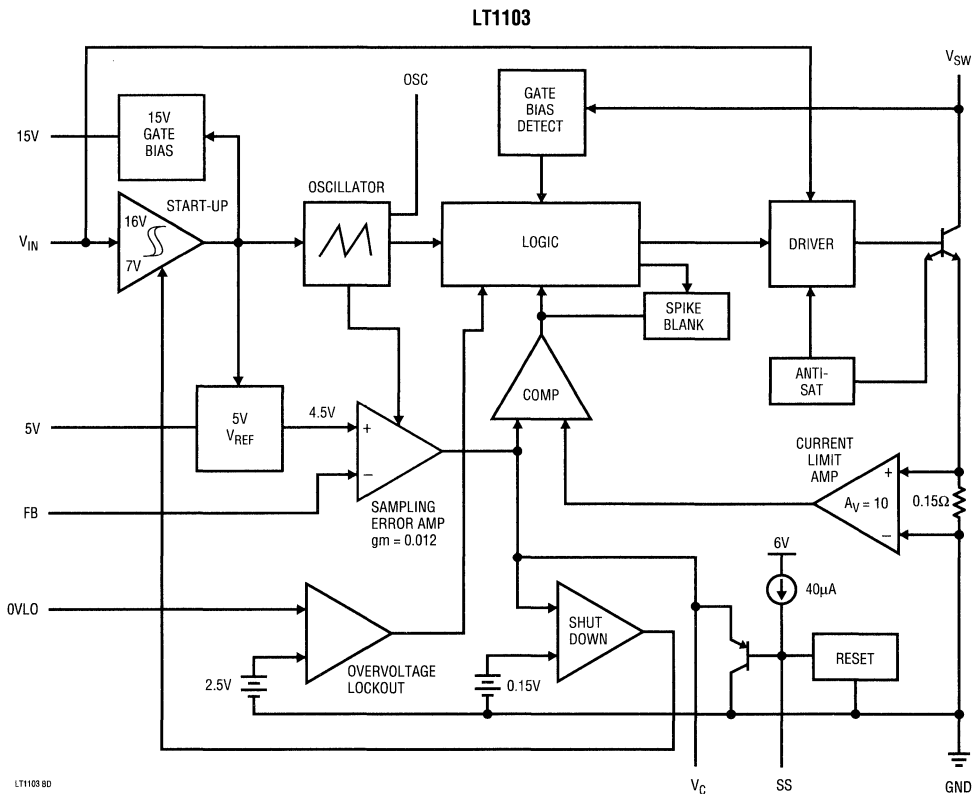 LT1103
VSW
OSC
GATE
BIAS
DETECT
15V
15V
GATE
BIAS
START-UP
OSCILLATOR
16V
7V
VIN
LOGIC
DRIVER
SPIKE
BLANK
COMP
ANTI-
SAT
5V
5V
VREF
4.5V
+
−
FB
SAMPLING
ERROR AMP
gm = 0.012
CURRENT
LIMIT
AMP
+
AV = 10
−
0.15Ω
6V
40µA
0VLO
OVERVOLTAGE
LOCKOUT
2.5V
SHUT
DOWN
0.15V
RESET
LT1103 BD
VC
SS
GND